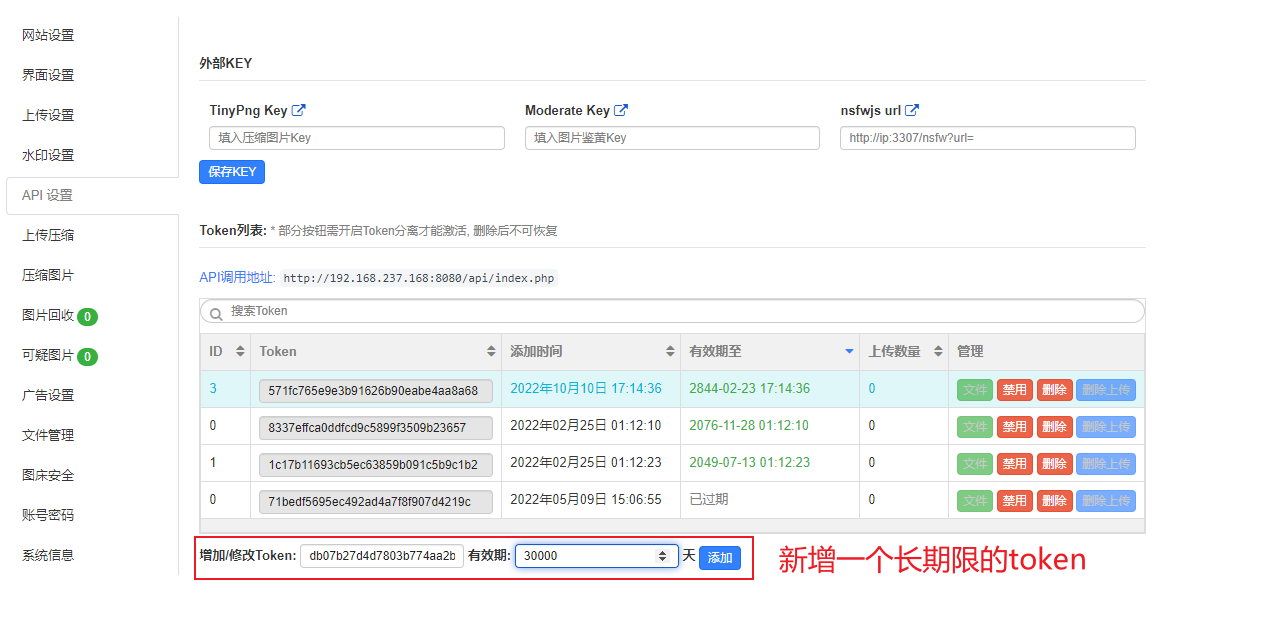 网站设置
界面设置
上传设置
水印设置
API 设置
上传压缩
压缩图片
图片回收 0
可疑图片 0
广告设置
文件管理
图床安全
账号密码
系统信息
外部KEY
TinyPng Key Moderate Key nsfwjs url
填入压缩图片Key 填入图片鉴黄Key http://ip:3307/nsfw?url=
保存KEY
Token列表: * 部分按钮需开启Token分离才能激活, 删除后不可恢复
API调用地址: http://192.168.237.168:8080/api/index.php
搜索Token
ID Token 添加时间 有效期至 上传数量 管理
3 571fc765e9e3b91626b90eabe4aa8a68 2022年10月10日 17:14:36 2844-02-23 17:14:36 0 文件 禁用 删除 删除上传
0 8337effca0ddfcd9c5899f3509b23657 2022年02月25日 01:12:10 2076-11-28 01:12:10 0 文件 禁用 删除 删除上传
1 1c17b11693cb5ec63859b091c5b9c1b2 2022年02月25日 01:12:23 2049-07-13 01:12:23 0 文件 禁用 删除 删除上传
0 71bedf5695ec492ad4a7f8f907d4219c 2022年05月09日 15:06:55 已过期 0 文件 禁用 删除 删除上传
增加/修改Token: db07b27d4d7803b774aa2b 有效期: 30000 天 添加
新增一个长期限的token